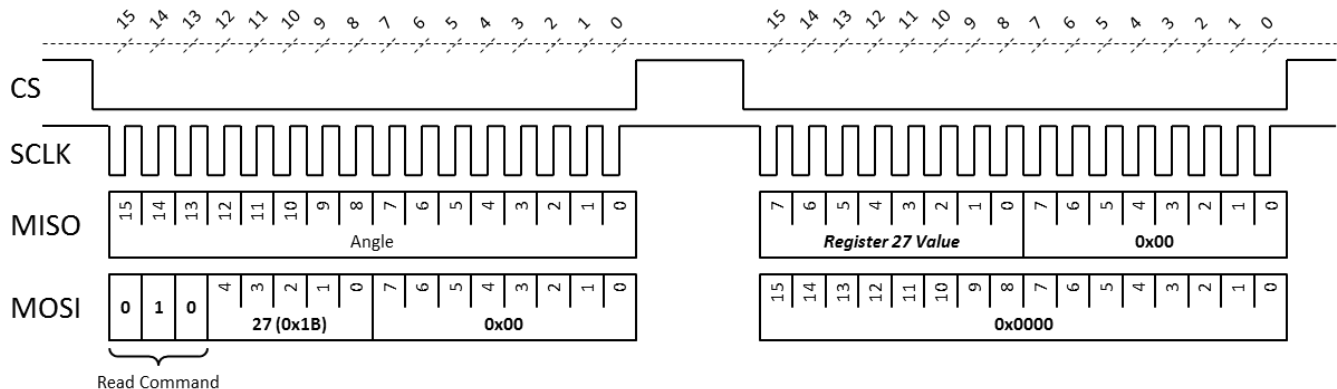 15 14 13 12 11 10 9 8 7 6 5 4 3 2 1 0 15 14 13 12 11 10 9 8 7 6 5 4 3 2 1 0
CS
SCLK
MISO 15 14 13 12 11 10 9 8 7 6 5 4 3 2 1 0 7 6 5 4 3 2 1 0 7 6 5 4 3 2 1 0
Angle Register 27 Value 0x00
MOSI 0 1 0 4 3 2 1 0 7 6 5 4 3 2 1 0 15 14 13 12 11 10 9 8 7 6 5 4 3 2 1 0
27 (0x1B) 0x00 0x0000
Read Command